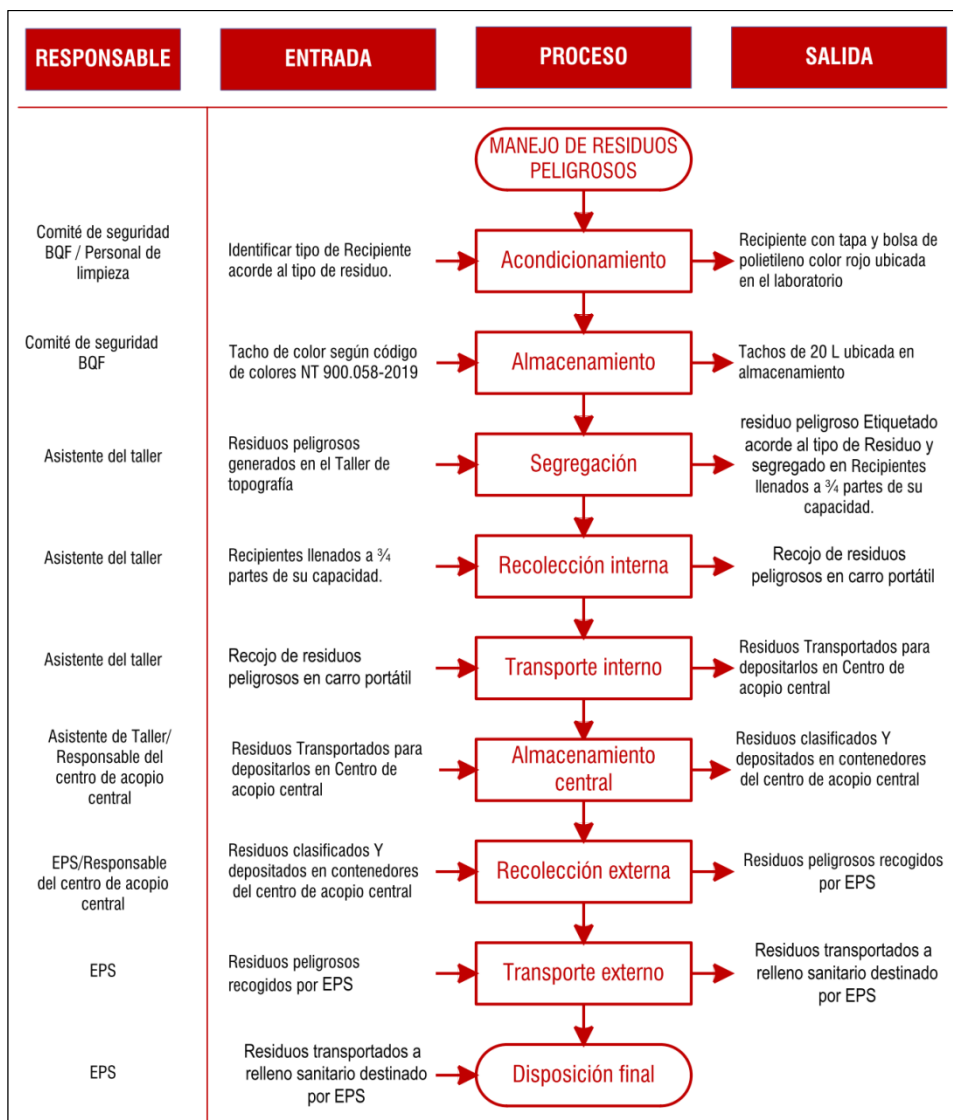 RESPONSABLE
ENTRADA
PROCESO
SALIDA
MANEJO DE RESIDUOS
PELIGROSOS
Comité de seguridad
BQF / Personal de
limpieza
Identificar tipo de Recipiente
acorde al tipo de residuo.
Acondicionamiento
Recipiente con tapa y bolsa de
polietileno color rojo ubicada
en el laboratorio
Comité de seguridad
BQF
Tacho de color según código
de colores NT 900.058-2019
Almacenamiento
Tachos de 20 L ubicada en
almacenamiento
Asistente del taller
Residuos peligrosos
generados en el Taller de
topografía
Segregación
residuo peligroso Etiquetado
acorde al tipo de Residuo y
segregado en Recipientes
llenados a ¾ partes de su
capacidad.
Asistente del taller
Recipientes llenados a ¾
partes de su capacidad.
Recolección interna
Recojo de residuos
peligrosos en carro portátil
Asistente del taller
Recojo de residuos
peligrosos en carro portátil
Transporte interno
Residuos Transportados para
depositarlos en Centro de
acopio central
Asistente de Taller/
Responsable del
centro de acopio
central
Residuos Transportados para
depositarlos en Centro de
acopio central
Almacenamiento
central
Residuos clasificados Y
depositados en contenedores
del centro de acopio central
EPS/Responsable
del centro de acopio
central
Residuos clasificados Y
depositados en contenedores
del centro de acopio central
Recolección externa
Residuos peligrosos recogidos
por EPS
EPS
Residuos peligrosos
recogidos por EPS
Transporte externo
Residuos transportados a
relleno sanitario destinado
por EPS
EPS
Residuos transportados a
relleno sanitario destinado
por EPS
Disposición final